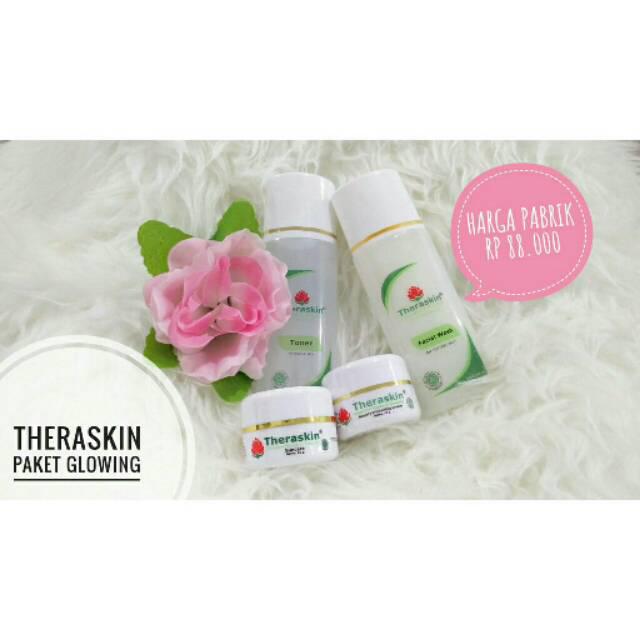 HARGA PABRIK
RP 88.000
Theraskin®
Toner
Theraskin®
Facial Wash
Theraskin®
Theraskin®
THERASKIN
PAKET GLOWING